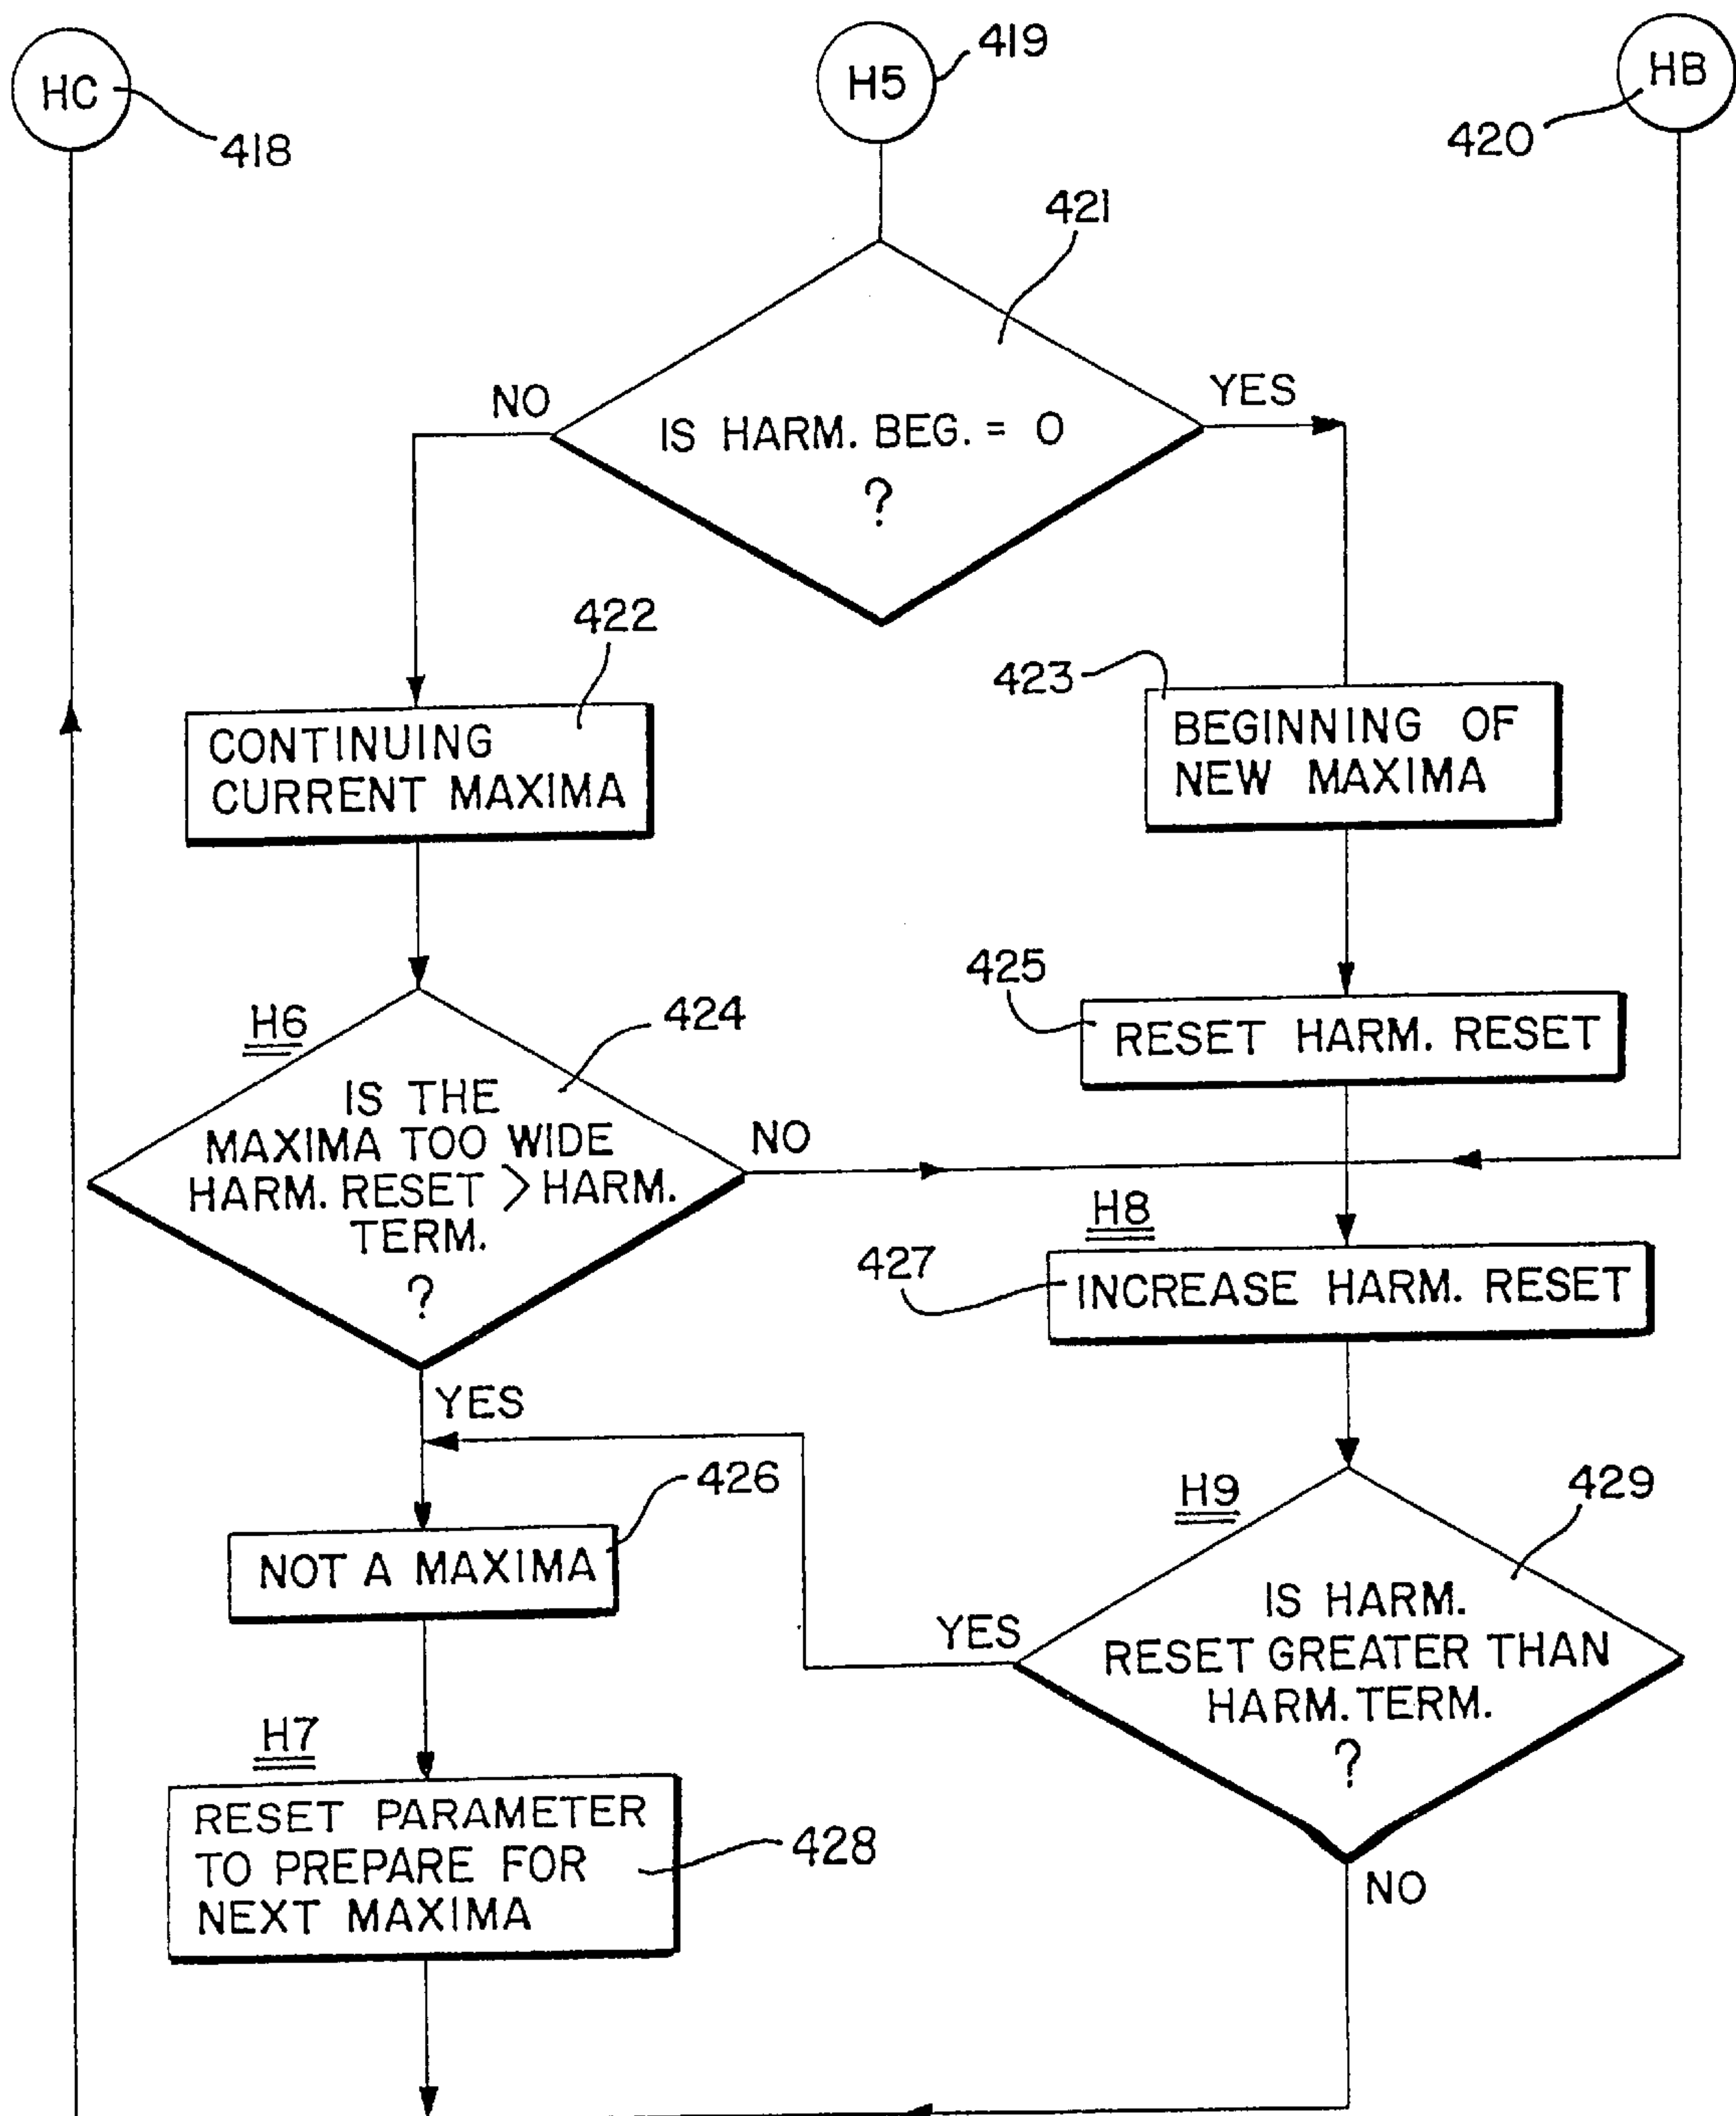 HC
418
H5
419
HB
420
421
NO
YES
IS HARM. BEG. = 0
?
422
423
CONTINUING
CURRENT MAXIMA
BEGINNING OF
NEW MAXIMA
425
RESET HARM. RESET
H6
424
IS THE
MAXIMA TOO WIDE
HARM. RESET > HARM.
TERM.
?
NO
H8
427
INCREASE HARM. RESET
YES
426
NOT A MAXIMA
H9
429
YES
IS HARM.
RESET GREATER THAN
HARM. TERM.
?
H7
RESET PARAMETER
TO PREPARE FOR
NEXT MAXIMA
428
NO